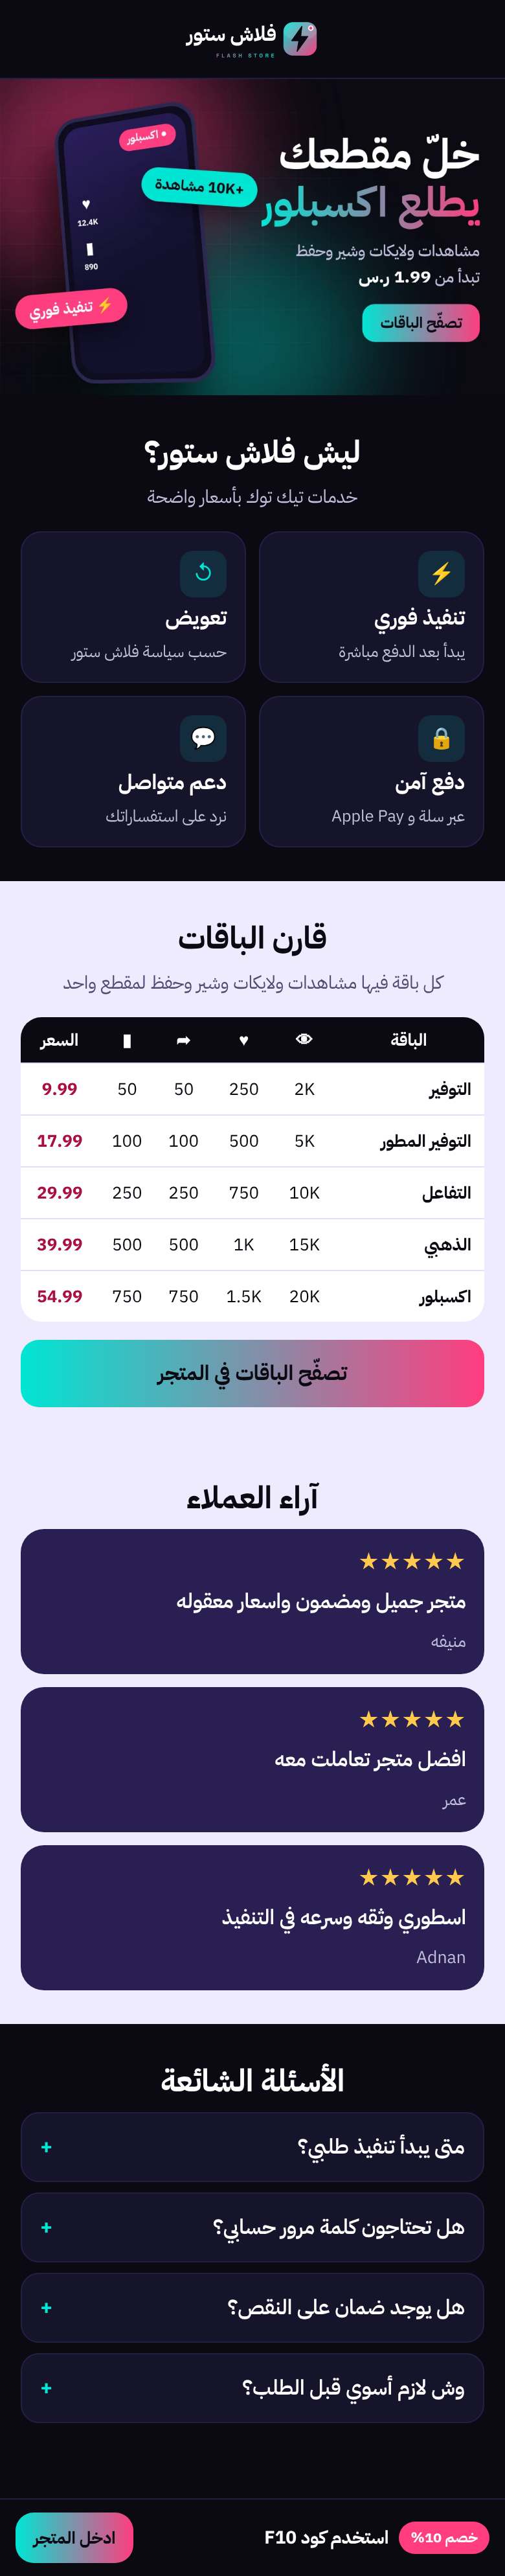 فلاش ستور
FLASH STORE
خلّ مقطعك
يطلع اكسبلور
مشاهدات ولايكات وشير وحفظ
تبدأ من 1.99 ر.س
تصفّح الباقات
اكسبلور
+10K مشاهدة
12.4K
890
تنفيذ فوري
ليش فلاش ستور؟
خدمات تيك توك بأسعار واضحة
تنفيذ فوري
يبدأ بعد الدفع مباشرة
تعويض
حسب سياسة فلاش ستور
دفع آمن
عبر سلة و Apple Pay
دعم متواصل
نرد على استفساراتك
قارن الباقات
كل باقة فيها مشاهدات ولايكات وشير وحفظ لمقطع واحد
الباقة 👁 ♥ ➦ ▮ السعر
التوفير 2K 250 50 50 9.99
التوفير المطور 5K 500 100 100 17.99
التفاعل 10K 750 250 250 29.99
الذهبي 15K 1K 500 500 39.99
اكسبلور 20K 1.5K 750 750 54.99
تصفّح الباقات في المتجر
آراء العملاء
★★★★★
متجر جميل ومضمون واسعار معقوله
منيفه
★★★★★
افضل متجر تعاملت معه
عمر
★★★★★
اسطوري وثقه وسرعه في التنفيذ
Adnan
الأسئلة الشائعة
متى يبدأ تنفيذ طلبي؟ +
هل تحتاجون كلمة مرور حسابي؟ +
هل يوجد ضمان على النقص؟ +
وش لازم أسوي قبل الطلب؟ +
خصم 10% استخدم كود F10 ادخل المتجر